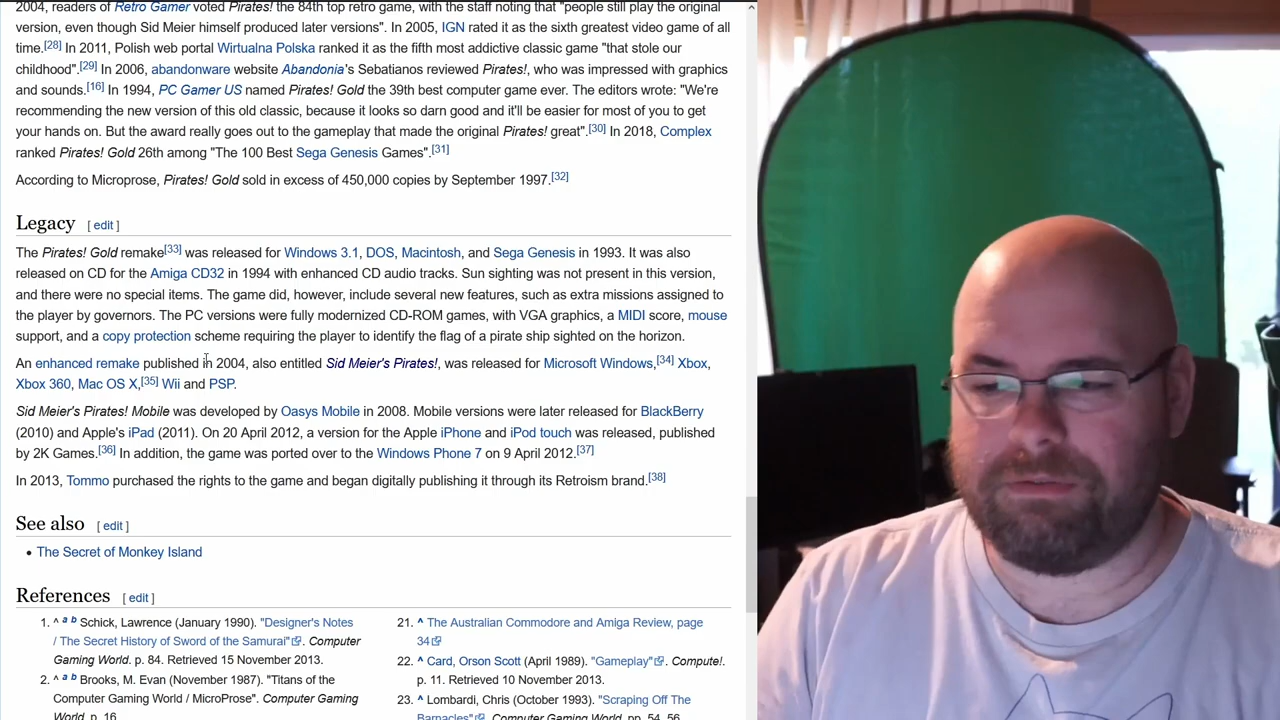 2004, readers of Retro Gamer voted Pirates! the 84th top retro game, with the staff noting that "people still play the original
version, even though Sid Meier himself produced later versions". In 2005, IGN rated it as the sixth greatest video game of all
time.[28] In 2011, Polish web portal Wirtualna Polska ranked it as the fifth most addictive classic game "that stole our
childhood".[29] In 2006, abandonware website Abandonia's Sebatianos reviewed Pirates!, who was impressed with graphics
and sounds.[16] In 1994, PC Gamer US named Pirates! Gold the 39th best computer game ever. The editors wrote: "We're
recommending the new version of this old classic, because it looks so darn good and it'll be easier for most of you to get
your hands on. But the award really goes out to the gameplay that made the original Pirates! great".[30] In 2018, Complex
ranked Pirates! Gold 26th among "The 100 Best Sega Genesis Games".[31]
According to Microprose, Pirates! Gold sold in excess of 450,000 copies by September 1997.[32]
Legacy [ edit ]
The Pirates! Gold remake[33] was released for Windows 3.1, DOS, Macintosh, and Sega Genesis in 1993. It was also
released on CD for the Amiga CD32 in 1994 with enhanced CD audio tracks. Sun sighting was not present in this version,
and there were no special items. The game did, however, include several new features, such as extra missions assigned to
the player by governors. The PC versions were fully modernized CD-ROM games, with VGA graphics, a MIDI score, mouse
support, and a copy protection scheme requiring the player to identify the flag of a pirate ship sighted on the horizon.
An enhanced remake published in 2004, also entitled Sid Meier's Pirates!, was released for Microsoft Windows,[34] Xbox,
Xbox 360, Mac OS X,[35] Wii and PSP.
Sid Meier's Pirates! Mobile was developed by Oasys Mobile in 2008. Mobile versions were later released for BlackBerry
(2010) and Apple's iPad (2011). On 20 April 2012, a version for the Apple iPhone and iPod touch was released, published
by 2K Games.[36] In addition, the game was ported over to the Windows Phone 7 on 9 April 2012.[37]
In 2013, Tommo purchased the rights to the game and began digitally publishing it through its Retroism brand.[38]
See also [ edit ]
• The Secret of Monkey Island
References [ edit ]
1. ^ a b Schick, Lawrence (January 1990). "Designer's Notes
/ The Secret History of Sword of the Samurai". Computer
Gaming World. p. 84. Retrieved 15 November 2013.
2. ^ a b Brooks, M. Evan (November 1987). "Titans of the
Computer Gaming World / MicroProse". Computer Gaming
World. p. 16
21. ^ The Australian Commodore and Amiga Review, page
34
22. ^ Card, Orson Scott (April 1989). "Gameplay". Compute!.
p. 11. Retrieved 10 November 2013.
23. ^ Lombardi, Chris (October 1993). "Scraping Off The
Barnacles". Computer Gaming World. pp. 54, 56